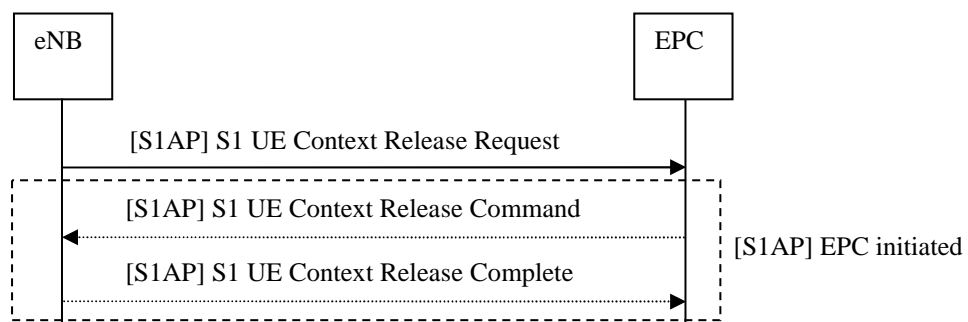 eNB
EPC
[S1AP] S1 UE Context Release Request
[S1AP] S1 UE Context Release Command
[S1AP] EPC initiated
[S1AP] S1 UE Context Release Complete